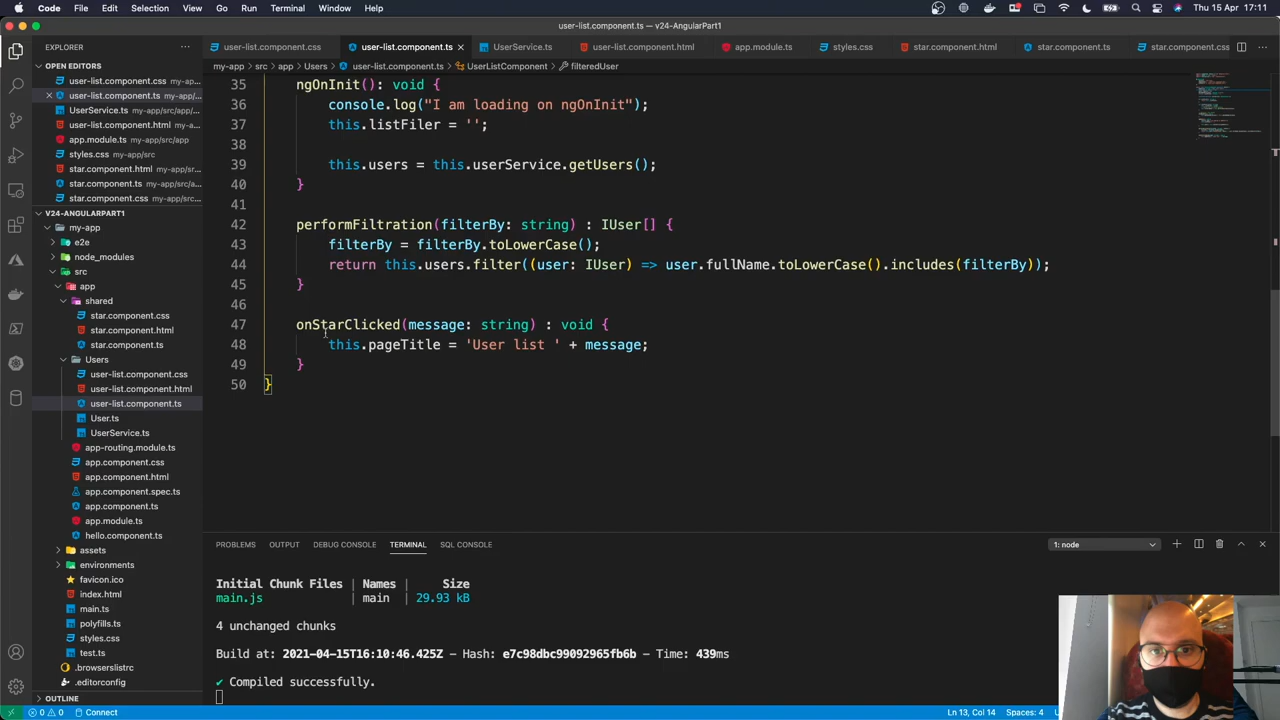 Code File Edit Selection View Go Run Terminal Window Help Thu 15 Apr 17:11
user-list.component.ts — v24-AngularPart1
EXPLORER
user-list.component.css user-list.component.ts UserService.ts user-list.component.html app.module.ts styles.css star.component.html star.component.ts star.component.css
my-app > src > app > Users > user-list.component.ts > UserListComponent > filteredUser
OPEN EDITORS
user-list.component.css my-app/...
user-list.component.ts my-app/...
UserService.ts my-app/src/app/...
user-list.component.html my-a...
app.module.ts my-app/src/app
styles.css my-app/src
star.component.html my-app/src...
star.component.ts my-app/src/a...
star.component.css my-app/src/...
V24-ANGULARPART1
my-app
e2e
node_modules
src
app
shared
star.component.css
star.component.html
star.component.ts
Users
user-list.component.css
user-list.component.html
user-list.component.ts
User.ts
UserService.ts
app-routing.module.ts
app.component.css
app.component.html
app.component.spec.ts
app.component.ts
app.module.ts
hello.component.ts
assets
environments
favicon.ico
index.html
main.ts
polyfills.ts
styles.css
test.ts
.browserslistrc
.editorconfig
OUTLINE
35 ngOnInit(): void {
36 console.log("I am loading on ngOnInit");
37 this.listFiler = '';
38
39 this.users = this.userService.getUsers();
40 }
41
42 performFiltration(filterBy: string) : IUser[] {
43 filterBy = filterBy.toLowerCase();
44 return this.users.filter((user: IUser) => user.fullName.toLowerCase().includes(filterBy));
45 }
46
47 onStarClicked(message: string) : void {
48 this.pageTitle = 'User list ' + message;
49 }
50 }
PROBLEMS OUTPUT DEBUG CONSOLE TERMINAL SQL CONSOLE 1: node
Initial Chunk Files | Names | Size
main.js | main | 29.93 kB
4 unchanged chunks
Build at: 2021-04-15T16:10:46.425Z - Hash: e7c98dbc99092965fb6b - Time: 439ms
✔ Compiled successfully.
0 0 Connect Ln 13, Col 14 Spaces: 4